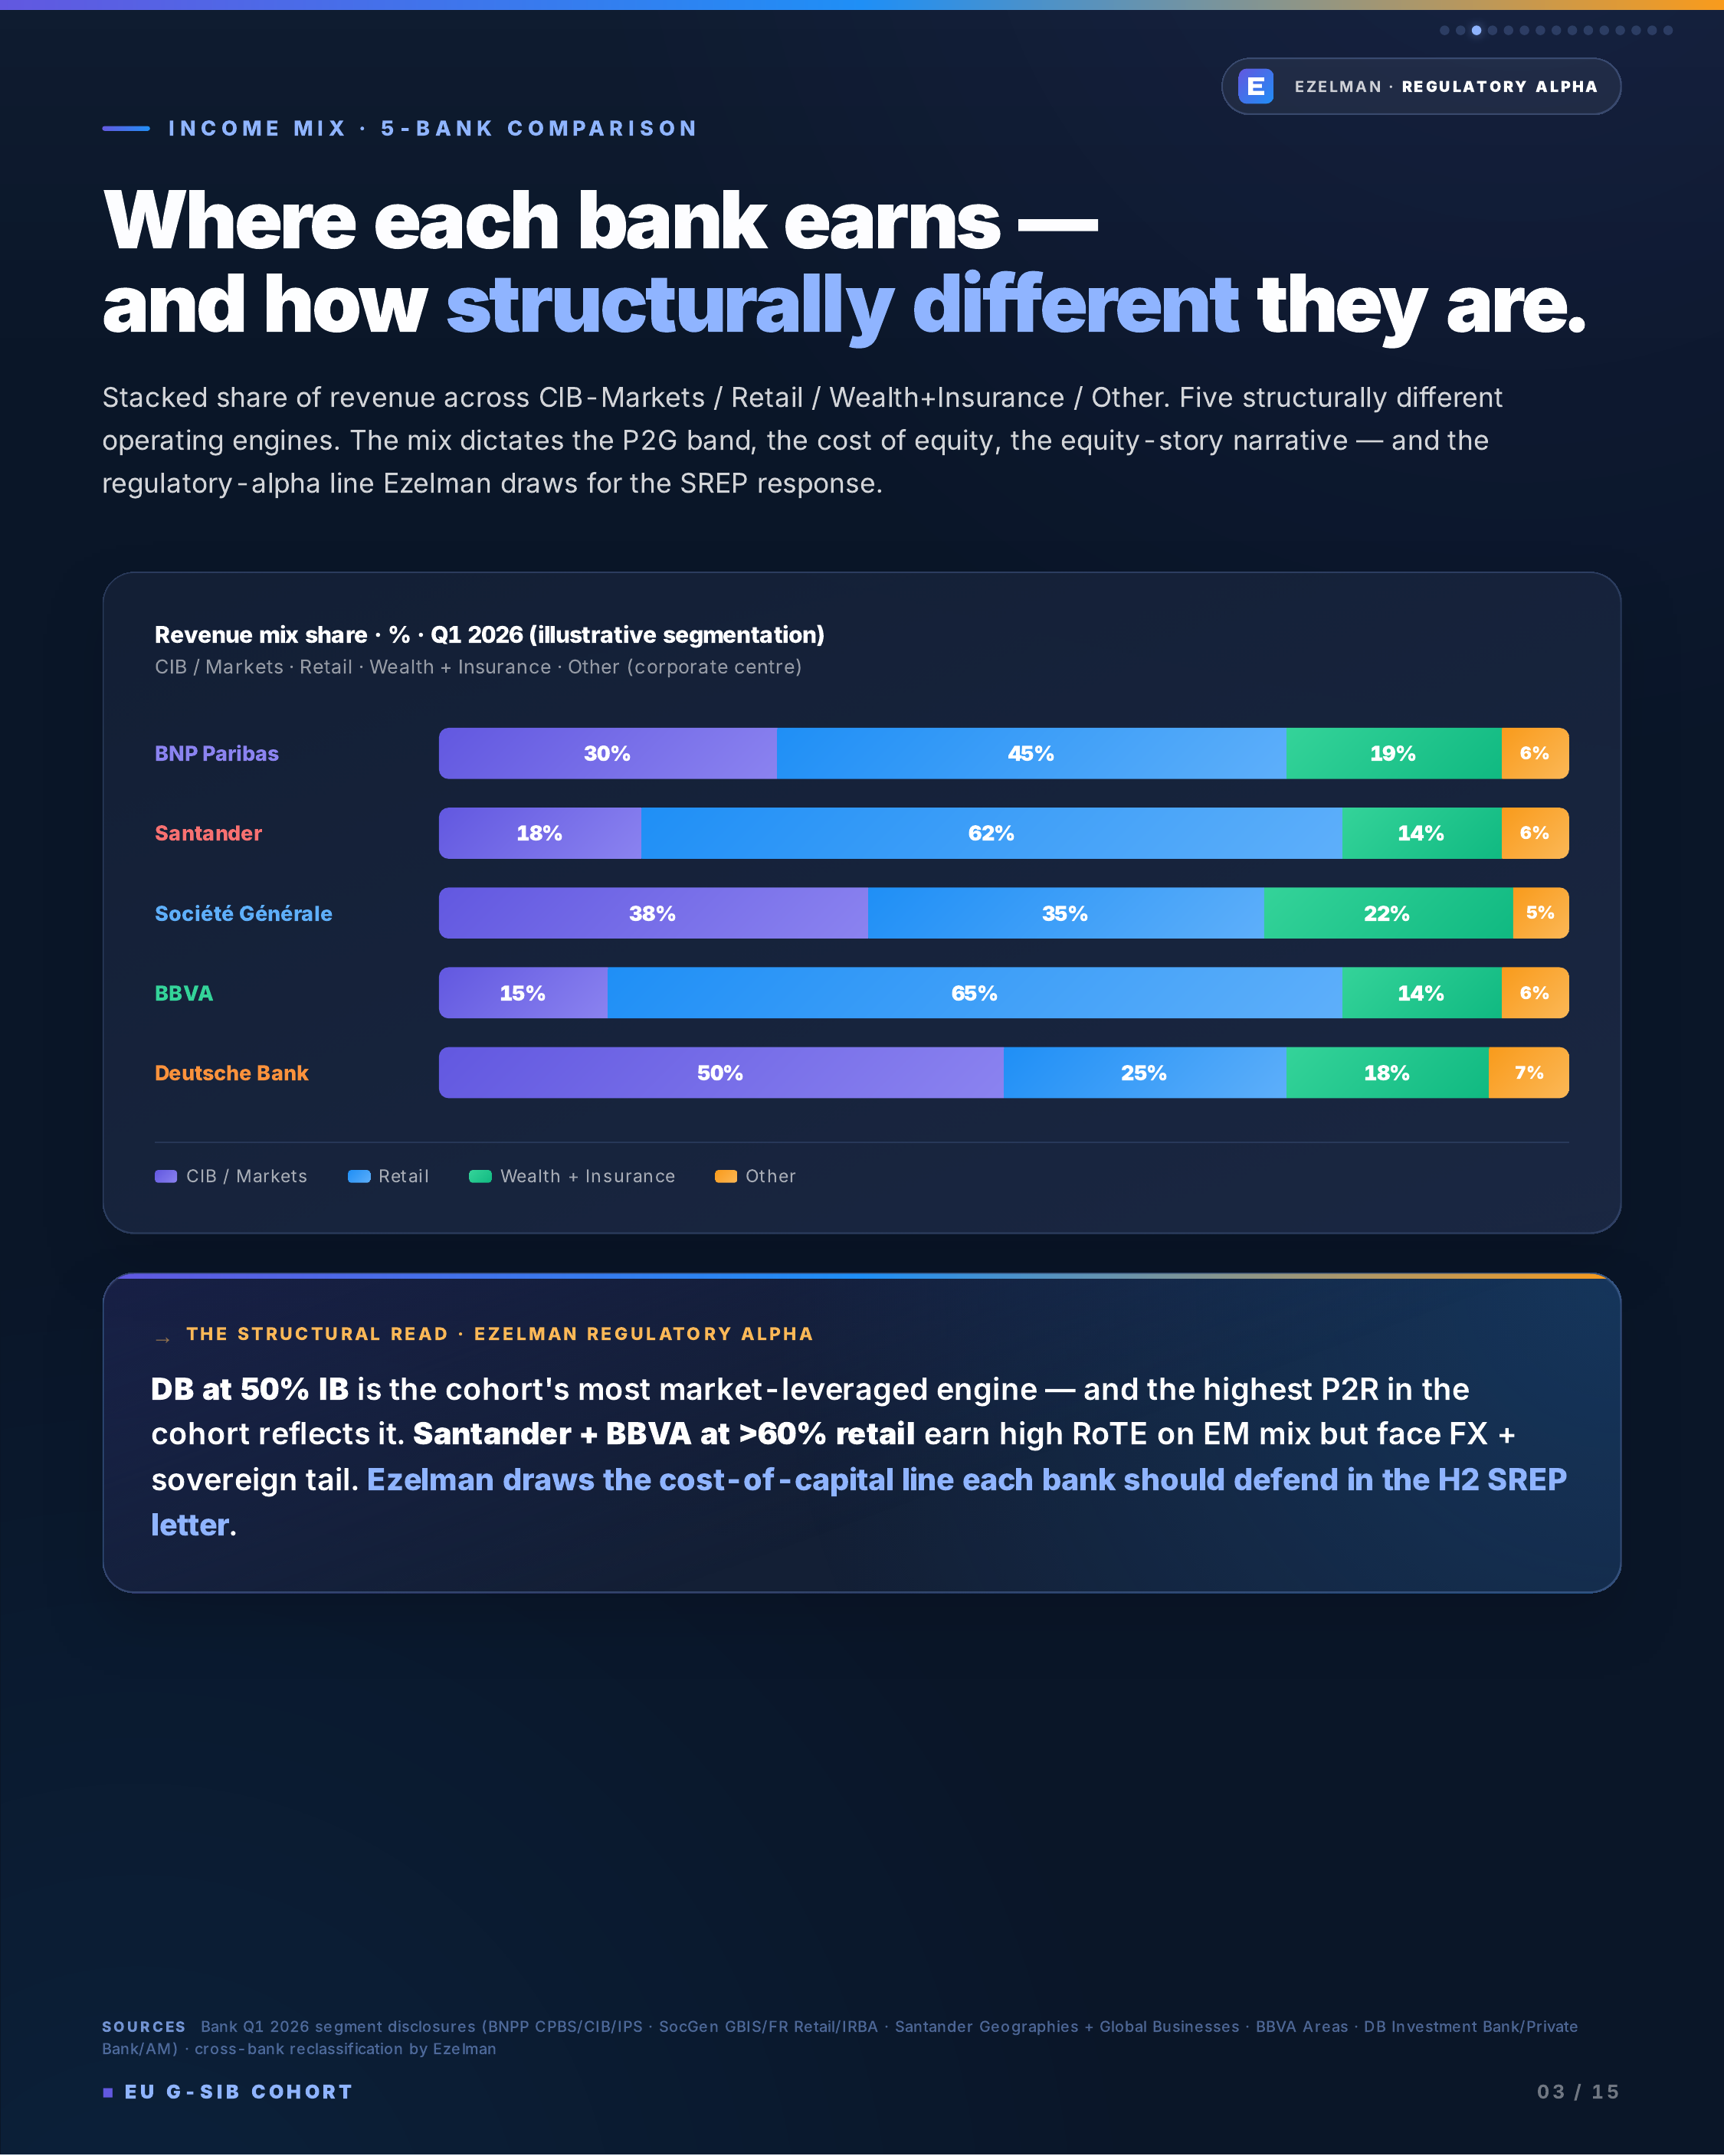 E EZELMAN · REGULATORY ALPHA
INCOME MIX · 5-BANK COMPARISON
Where each bank earns —
and how structurally different they are.
Stacked share of revenue across CIB-Markets / Retail / Wealth+Insurance / Other. Five structurally different
operating engines. The mix dictates the P2G band, the cost of equity, the equity-story narrative — and the
regulatory-alpha line Ezelman draws for the SREP response.
Revenue mix share · % · Q1 2026 (illustrative segmentation)
CIB / Markets · Retail · Wealth + Insurance · Other (corporate centre)
BNP Paribas 30% 45% 19% 6%
Santander 18% 62% 14% 6%
Société Générale 38% 35% 22% 5%
BBVA 15% 65% 14% 6%
Deutsche Bank 50% 25% 18% 7%
CIB / Markets Retail Wealth + Insurance Other
→ THE STRUCTURAL READ · EZELMAN REGULATORY ALPHA
DB at 50% IB is the cohort's most market-leveraged engine — and the highest P2R in the
cohort reflects it. Santander + BBVA at >60% retail earn high RoTE on EM mix but face FX +
sovereign tail. Ezelman draws the cost-of-capital line each bank should defend in the H2 SREP
letter.
SOURCES Bank Q1 2026 segment disclosures (BNPP CPBS/CIB/IPS · SocGen GBIS/FR Retail/IRBA · Santander Geographies + Global Businesses · BBVA Areas · DB Investment Bank/Private
Bank/AM) · cross-bank reclassification by Ezelman
EU G-SIB COHORT
03 / 15